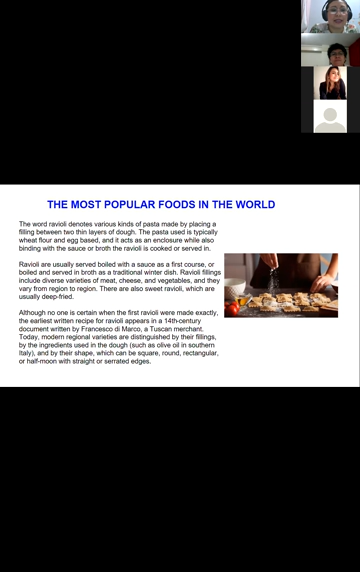 THE MOST POPULAR FOODS IN THE WORLD
The word ravioli denotes various kinds of pasta made by placing a
filling between two thin layers of dough. The pasta used is typically
wheat flour and egg based, and it acts as an enclosure while also
binding with the sauce or broth the ravioli is cooked or served in.
Ravioli are usually served boiled with a sauce as a first course, or
boiled and served in broth as a traditional winter dish. Ravioli fillings
include diverse varieties of meat, cheese, and vegetables, and they
vary from region to region. There are also sweet ravioli, which are
usually deep-fried.
Although no one is certain when the first ravioli were made exactly,
the earliest written recipe for ravioli appears in a 14th-century
document written by Francesco di Marco, a Tuscan merchant.
Today, modern regional varieties are distinguished by their fillings,
by the ingredients used in the dough (such as olive oil in southern
Italy), and by their shape, which can be square, round, rectangular,
or half-moon with straight or serrated edges.